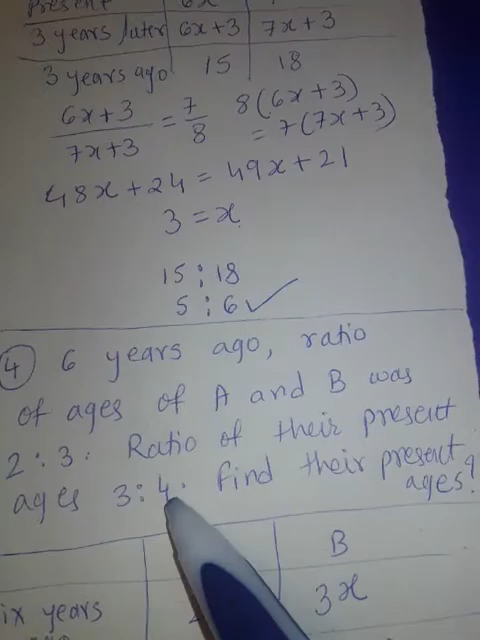 Present 6x
3 years later 6x+3 7x+3
3 years ago 15 18
6x+3 / 7x+3 = 7/8
8(6x+3)
= 7(7x+3)
48x+24 = 49x+21
3 = x
15 : 18
5 : 6 ✓
4 6 years ago, ratio
of ages of A and B was
2 : 3. Ratio of their present
ages 3 : 4. Find their present
ages?
B
ix years 3x